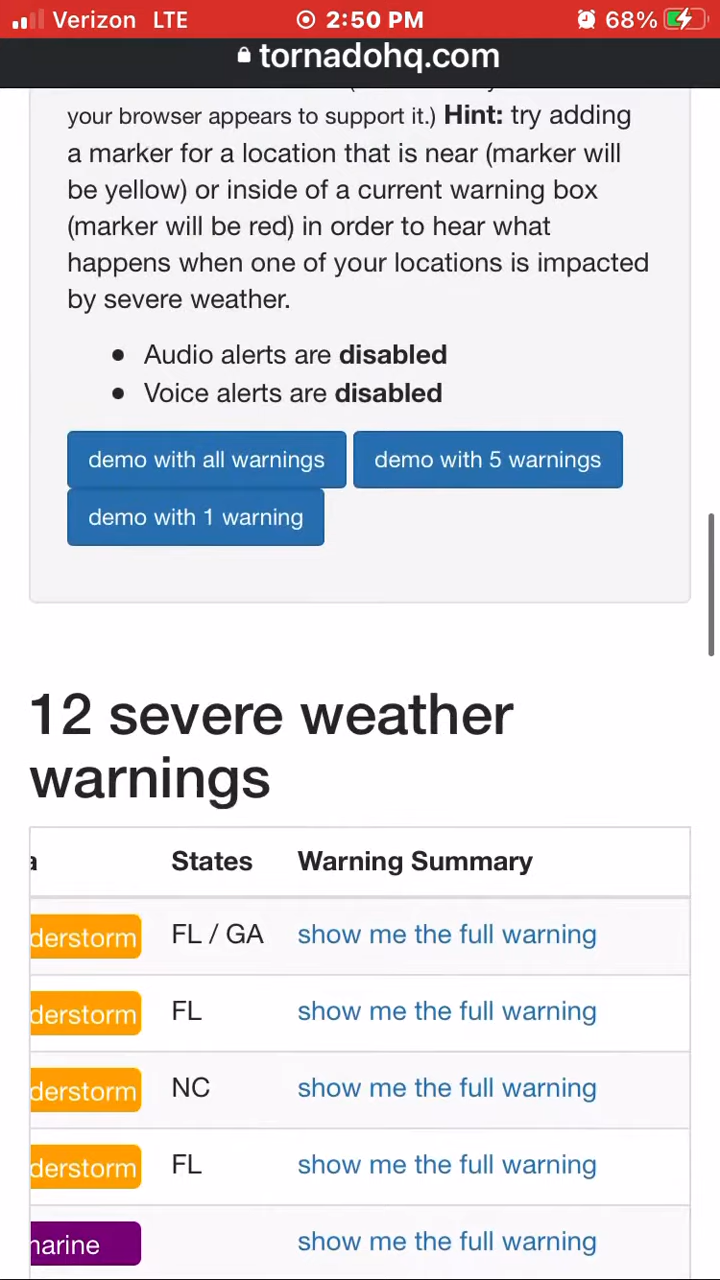 Verizon LTE 2:50 PM 68%
tornadohq.com
your browser appears to support it.) Hint: try adding
a marker for a location that is near (marker will
be yellow) or inside of a current warning box
(marker will be red) in order to hear what
happens when one of your locations is impacted
by severe weather.
• Audio alerts are disabled
• Voice alerts are disabled
demo with all warnings demo with 5 warnings
demo with 1 warning
12 severe weather
warnings
a States Warning Summary
derstorm FL / GA show me the full warning
derstorm FL show me the full warning
derstorm NC show me the full warning
derstorm FL show me the full warning
narine show me the full warning